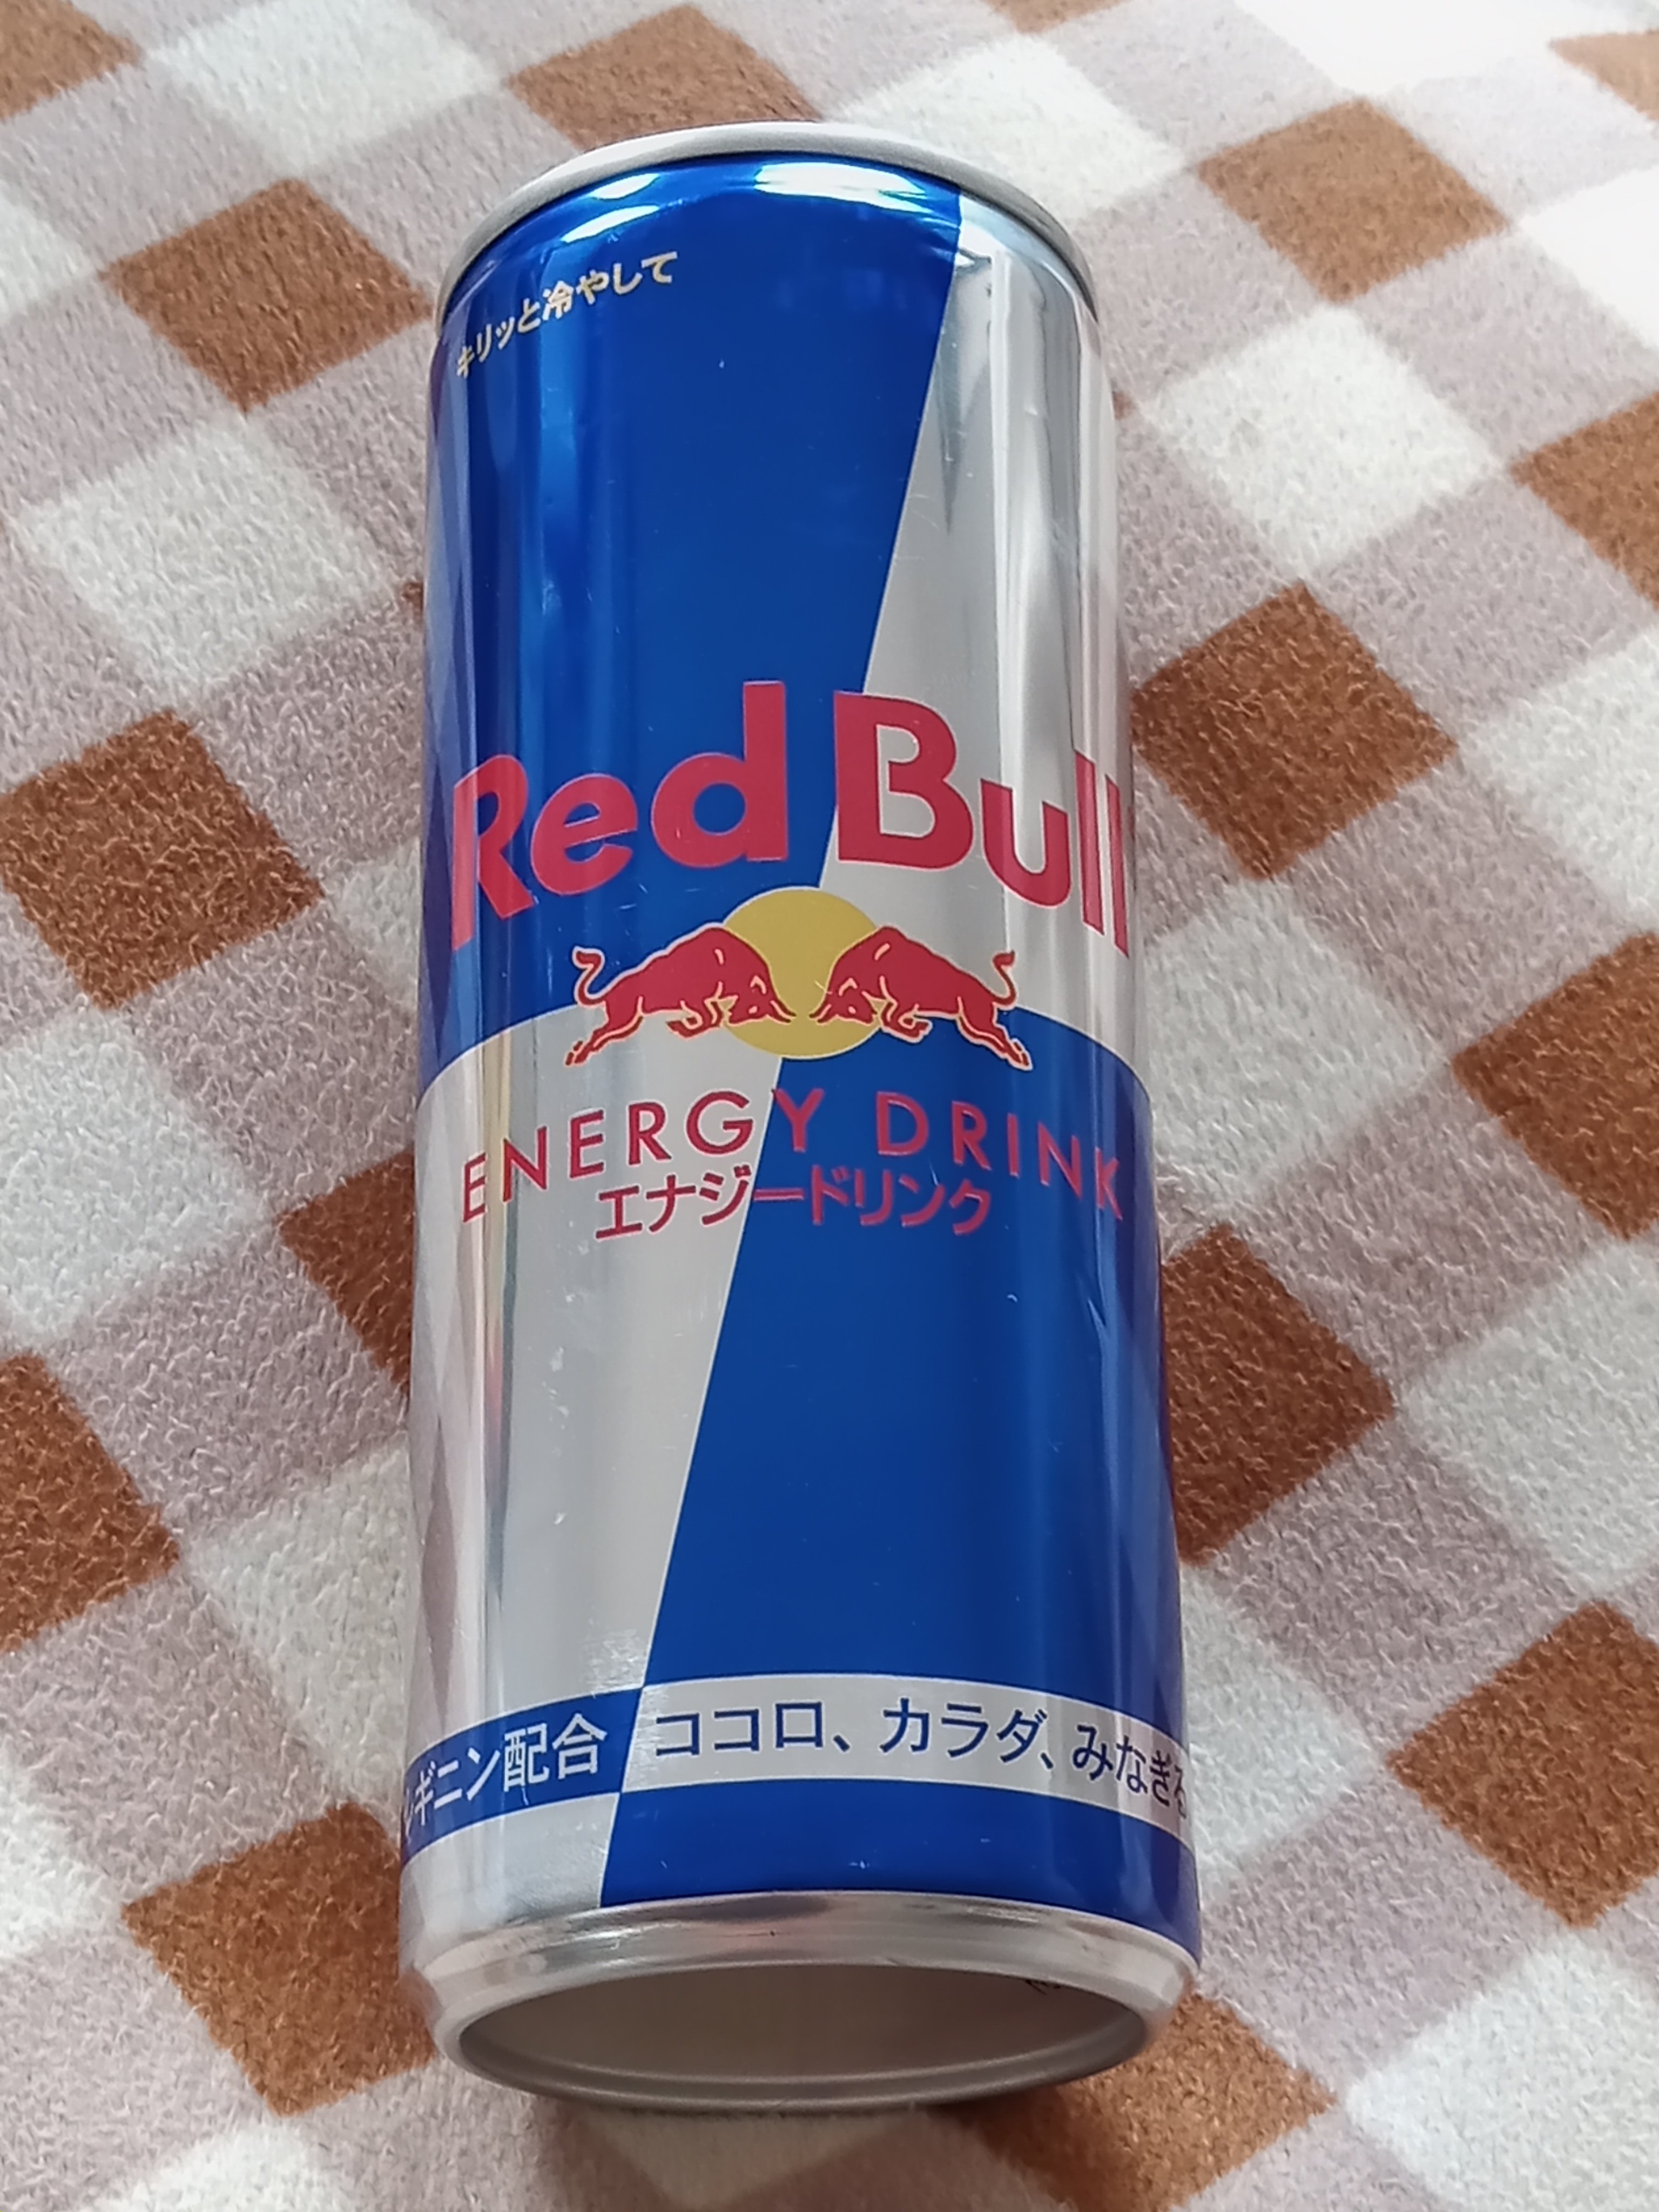 キリッと冷やして
Red Bull
ENERGY DRINK
エナジードリンク
ギニン配合
ココロ、カラダ、みなぎる